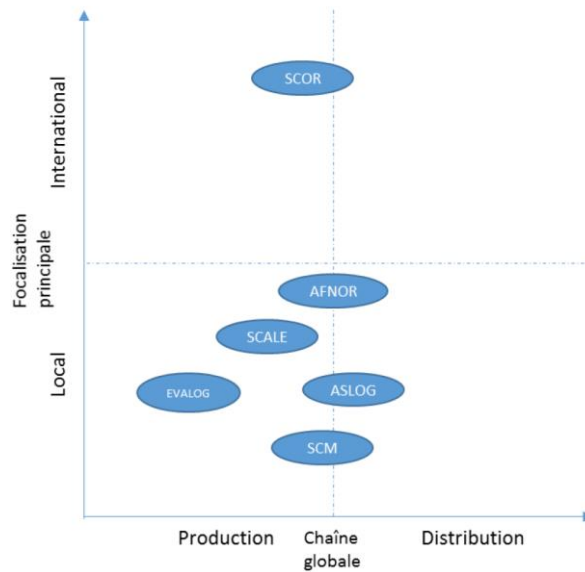 International
SCOR
Focalisation
principale
AFNOR
SCALE
Local
EVALOG
ASLOG
SCM
Production
Chaîne
globale
Distribution